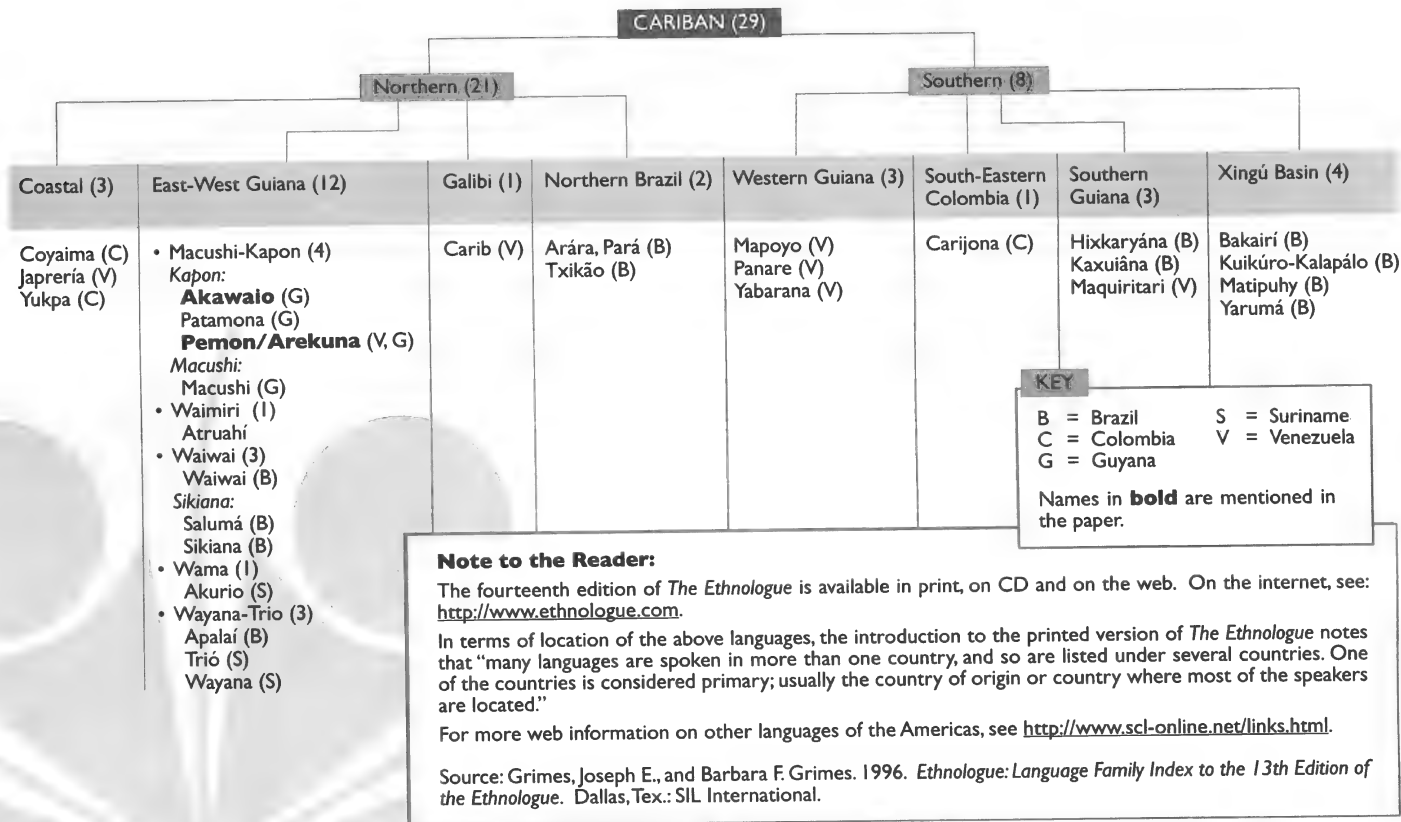 CARIBAN (29)
Northern (21)
Southern (8)
Coastal (3)
Coyaima (C)
Japrería (V)
Yukpa (C)
East-West Guiana (12)
• Macushi-Kapon (4)
Kapon:
Akawaio (G)
Patamona (G)
Pemon/Arekuna (V, G)
Macushi:
Macushi (G)
• Waimiri (1)
Atruahí
• Waiwai (3)
Waiwai (B)
Sikiana:
Salumá (B)
Sikiana (B)
• Wama (1)
Akurio (S)
• Wayana-Trio (3)
Apalaí (B)
Trió (S)
Wayana (S)
Galibi (1)
Carib (V)
Northern Brazil (2)
Arára, Pará (B)
Txikão (B)
Western Guiana (3)
Mapoyo (V)
Panare (V)
Yabarana (V)
South-Eastern
Colombia (1)
Carijona (C)
Southern
Guiana (3)
Hixkaryána (B)
Kaxuiâna (B)
Maquiritari (V)
Xingú Basin (4)
Bakairí (B)
Kuikúro-Kalapálo (B)
Matipuhy (B)
Yarumá (B)
KEY
B = Brazil
C = Colombia
G = Guyana
S = Suriname
V = Venezuela
Names in bold are mentioned in
the paper.
Note to the Reader:
The fourteenth edition of The Ethnologue is available in print, on CD and on the web. On the internet, see:
http://www.ethnologue.com.
In terms of location of the above languages, the introduction to the printed version of The Ethnologue notes
that “many languages are spoken in more than one country, and so are listed under several countries. One
of the countries is considered primary; usually the country of origin or country where most of the speakers
are located.”
For more web information on other languages of the Americas, see http://www.scl-online.net/links.html.
Source: Grimes, Joseph E., and Barbara F. Grimes. 1996. Ethnologue: Language Family Index to the 13th Edition of
the Ethnologue. Dallas, Tex.: SIL International.